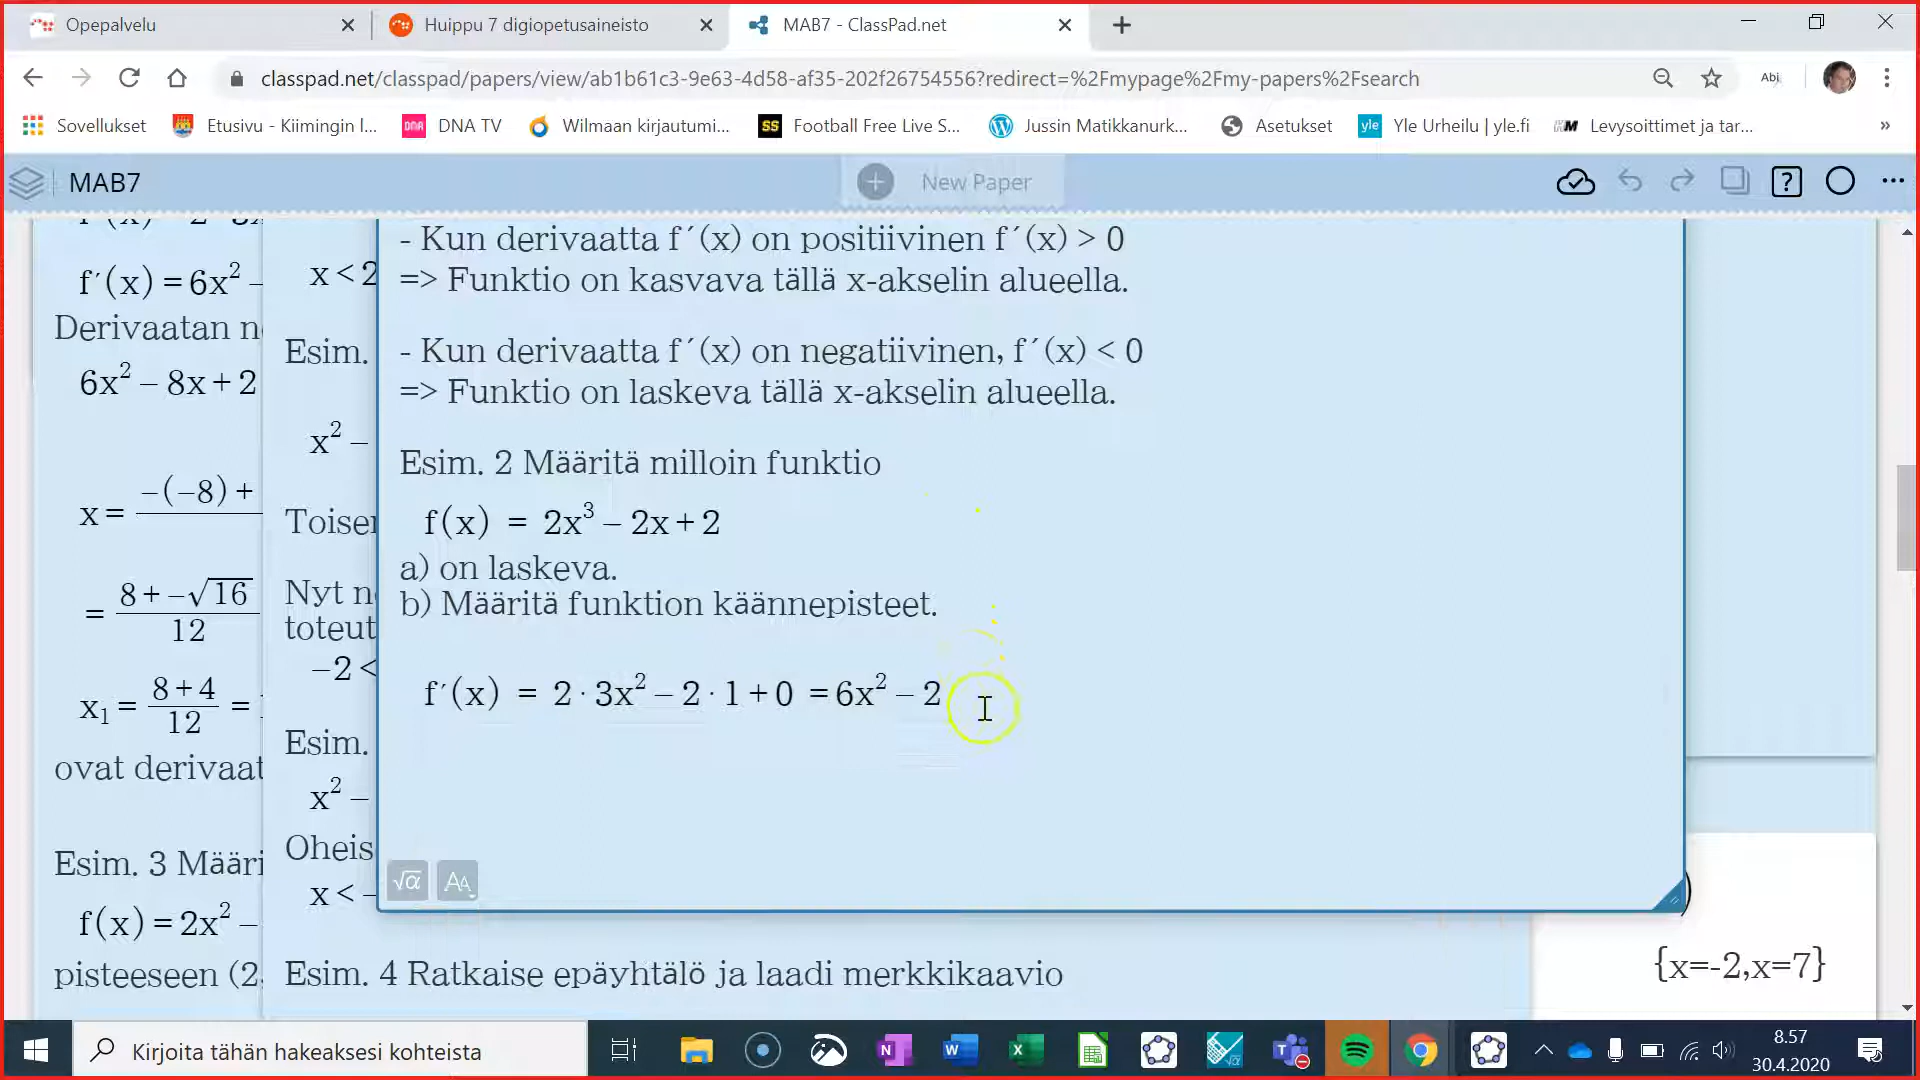 Opepalvelu
Huippu 7 digiopetusaineisto
MAB7 - ClassPad.net
classpad.net/classpad/papers/view/ab1b61c3-9e63-4d58-af35-202f26754556?redirect=%2Fmypage%2Fmy-papers%2Fsearch
Abi
Sovellukset
Etusivu - Kiimingin l...
DNA TV
Wilmaan kirjautumi...
Football Free Live S...
Jussin Matikkanurk...
Asetukset
Yle Urheilu | yle.fi
Levysoittimet ja tar...
MAB7
New Paper
f´(x) = 6x² –
Derivaatan n
6x² – 8x + 2
x = –(–8) +
= 8 + –√16 / 12
x₁ = 8 + 4 / 12 =
ovat derivaat
Esim. 3 Määri
f(x) = 2x² –
pisteeseen (2
x < 2
Esim.
x² –
Toisen
Nyt n
toteut
–2 <
Esim.
x² –
Oheis
x < –
Esim. 4 Ratkaise epäyhtälö ja laadi merkkikaavio
- Kun derivaatta f´(x) on positiivinen f´(x) > 0
=> Funktio on kasvava tällä x-akselin alueella.
- Kun derivaatta f´(x) on negatiivinen, f´(x) < 0
=> Funktio on laskeva tällä x-akselin alueella.
Esim. 2 Määritä milloin funktio
f(x) = 2x³ – 2x + 2
a) on laskeva.
b) Määritä funktion käännepisteet.
f´(x) = 2 · 3x² – 2 · 1 + 0 = 6x² – 2
√α
AA
)
{x=-2,x=7}
Kirjoita tähän hakeaksesi kohteista
8.57
30.4.2020